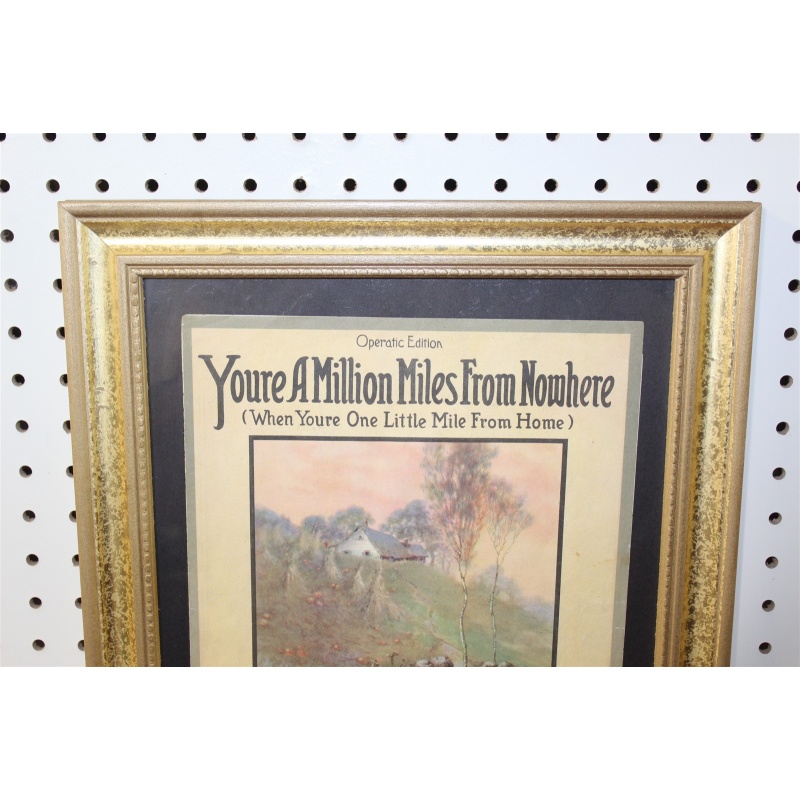 Operatic Edition
Youre A Million Miles From Nowhere
(When Youre One Little Mile From Home)